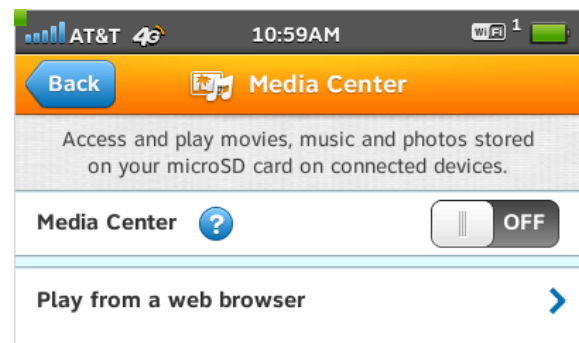 AT&T 4G 10:59AM WiFi 1
Back Media Center
Access and play movies, music and photos stored
on your microSD card on connected devices.
Media Center ? OFF
Play from a web browser